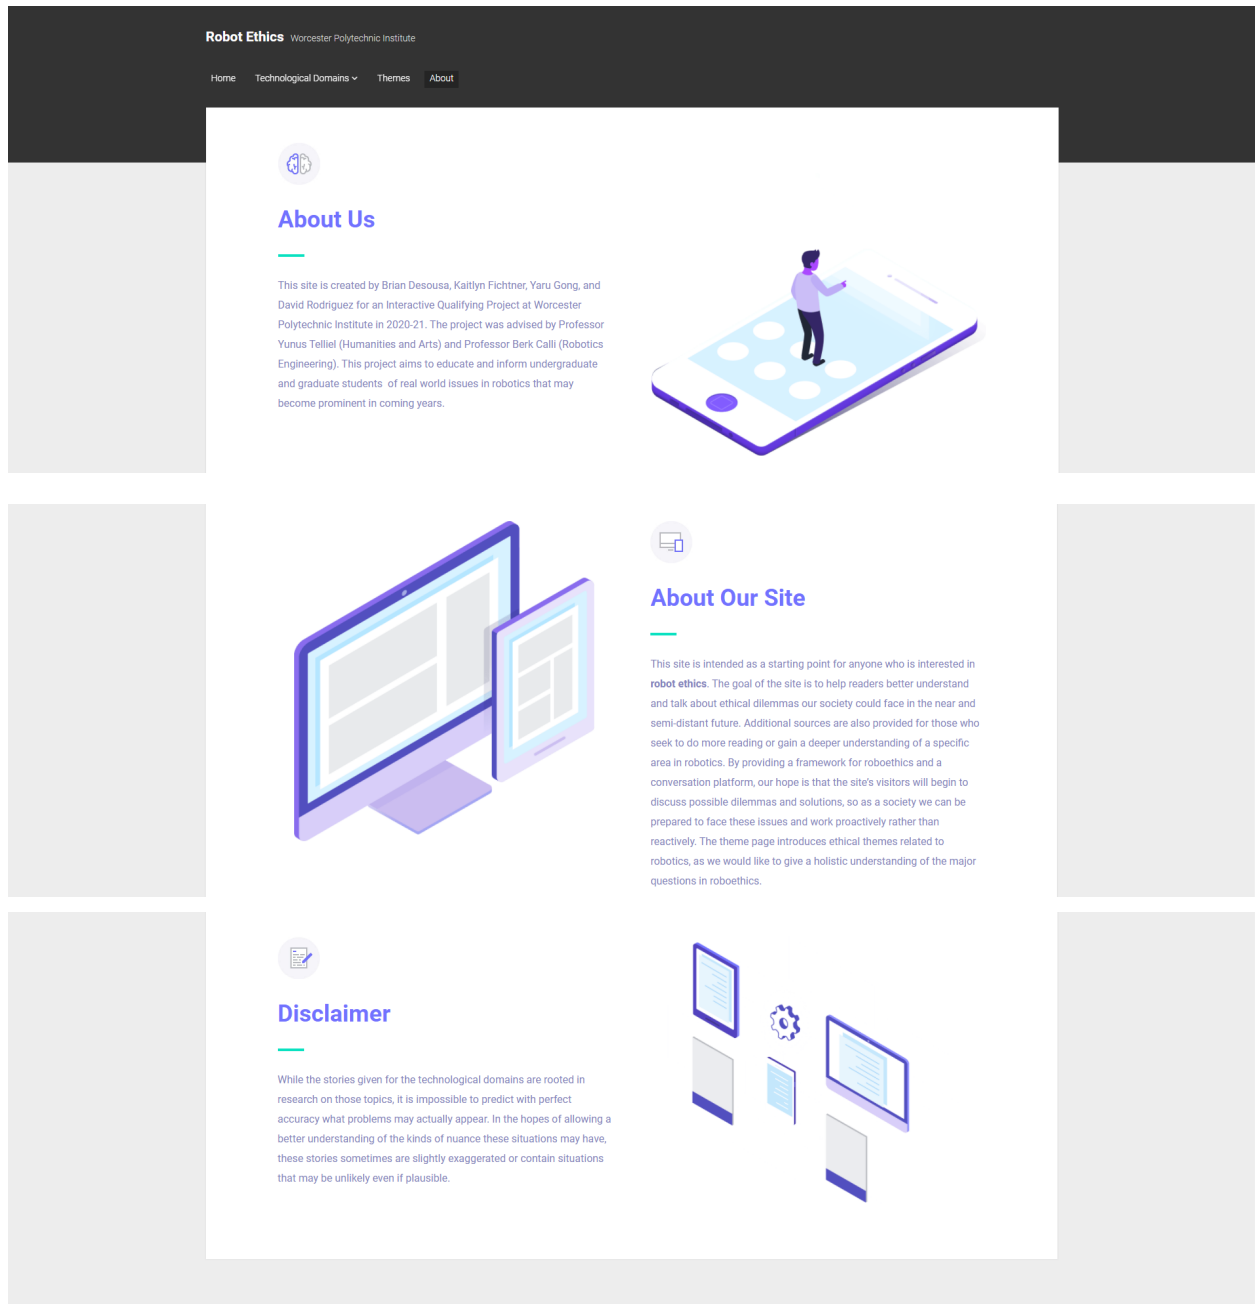 Robot Ethics Worcester Polytechnic Institute
Home Technological Domains Themes About
About Us
This site is created by Brian Desousa, Kaitlyn Fichtner, Yaru Gong, and
David Rodriguez for an Interactive Qualifying Project at Worcester
Polytechnic Institute in 2020-21. The project was advised by Professor
Yunus Telliel (Humanities and Arts) and Professor Berk Calli (Robotics
Engineering). This project aims to educate and inform undergraduate
and graduate students  of real world issues in robotics that may
become prominent in coming years.
About Our Site
This site is intended as a starting point for anyone who is interested in
robot ethics. The goal of the site is to help readers better understand
and talk about ethical dilemmas our society could face in the near and
semi-distant future. Additional sources are also provided for those who
seek to do more reading or gain a deeper understanding of a specific
area in robotics. By providing a framework for roboethics and a
conversation platform, our hope is that the site's visitors will begin to
discuss possible dilemmas and solutions, so as a society we can be
prepared to face these issues and work proactively rather than
reactively. The theme page introduces ethical themes related to
robotics, as we would like to give a holistic understanding of the major
questions in roboethics.
Disclaimer
While the stories given for the technological domains are rooted in
research on those topics, it is impossible to predict with perfect
accuracy what problems may actually appear. In the hopes of allowing a
better understanding of the kinds of nuance these situations may have,
these stories sometimes are slightly exaggerated or contain situations
that may be unlikely even if plausible.